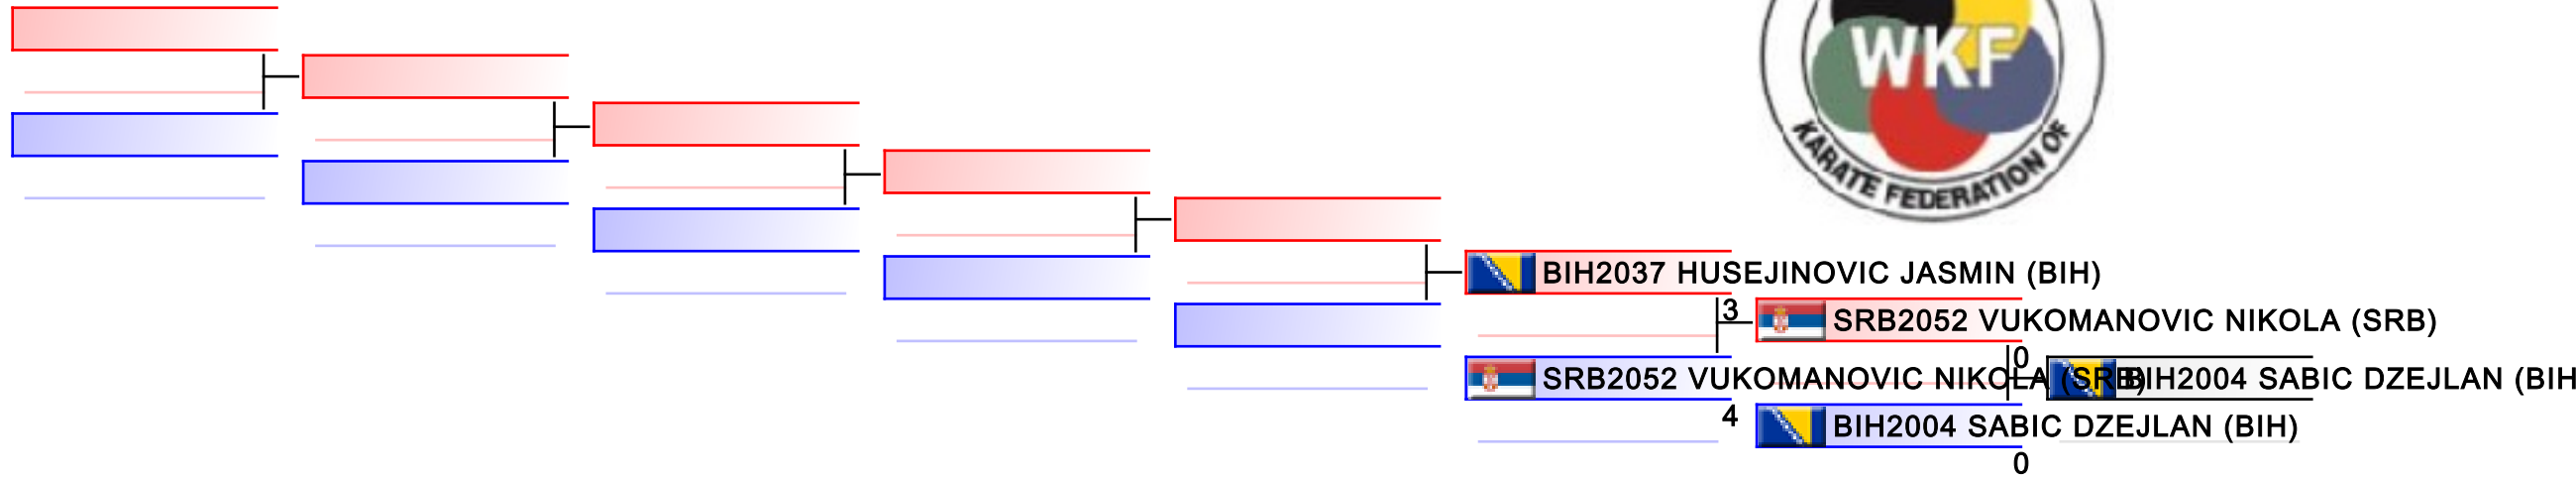 WKF
KARATE FEDERATION OF
BIH2037 HUSEJINOVIC JASMIN (BIH)
3
SRB2052 VUKOMANOVIC NIKOLA (SRB)
0
SRB2052 VUKOMANOVIC NIKOLA (SRB)
BIH2004 SABIC DZEJLAN (BIH
4
BIH2004 SABIC DZEJLAN (BIH)
0